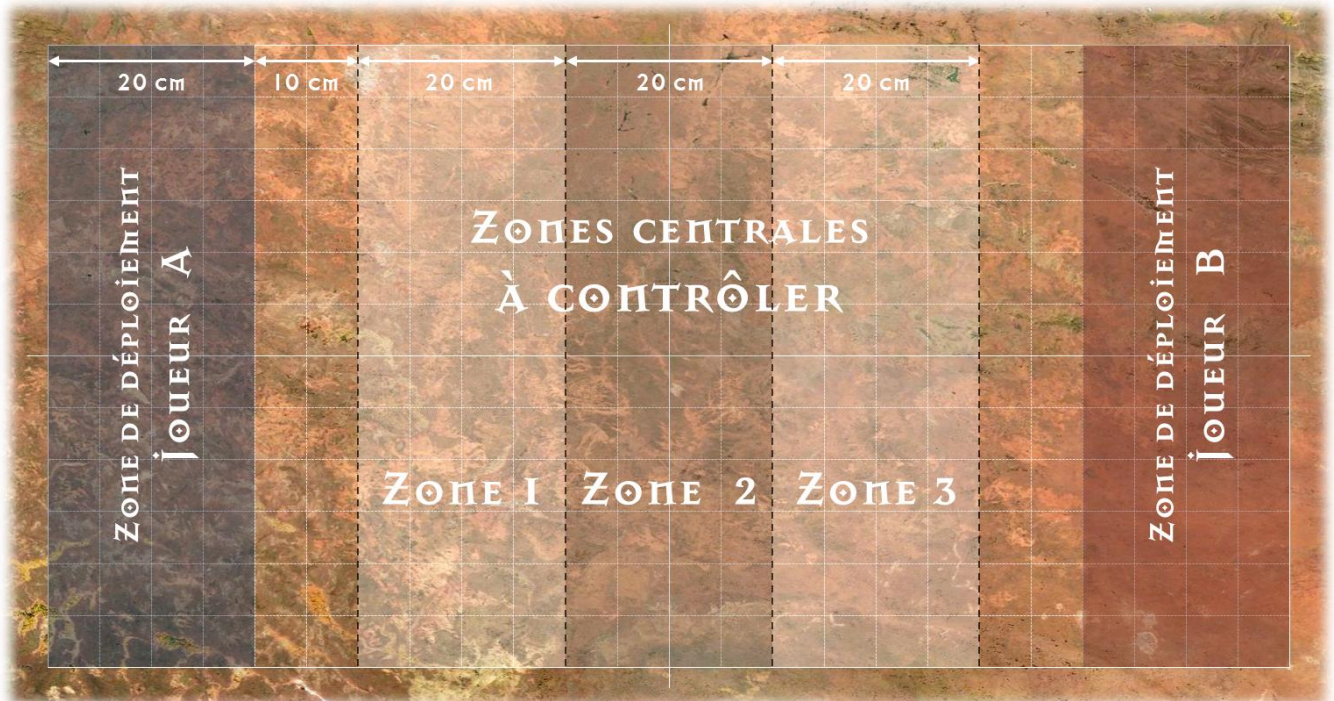 20 cm
10 cm
20 cm
20 cm
20 cm
Zone de déploiement
Joueur A
Zones centrales
à contrôler
Zone 1
Zone 2
Zone 3
Zone de déploiement
Joueur B